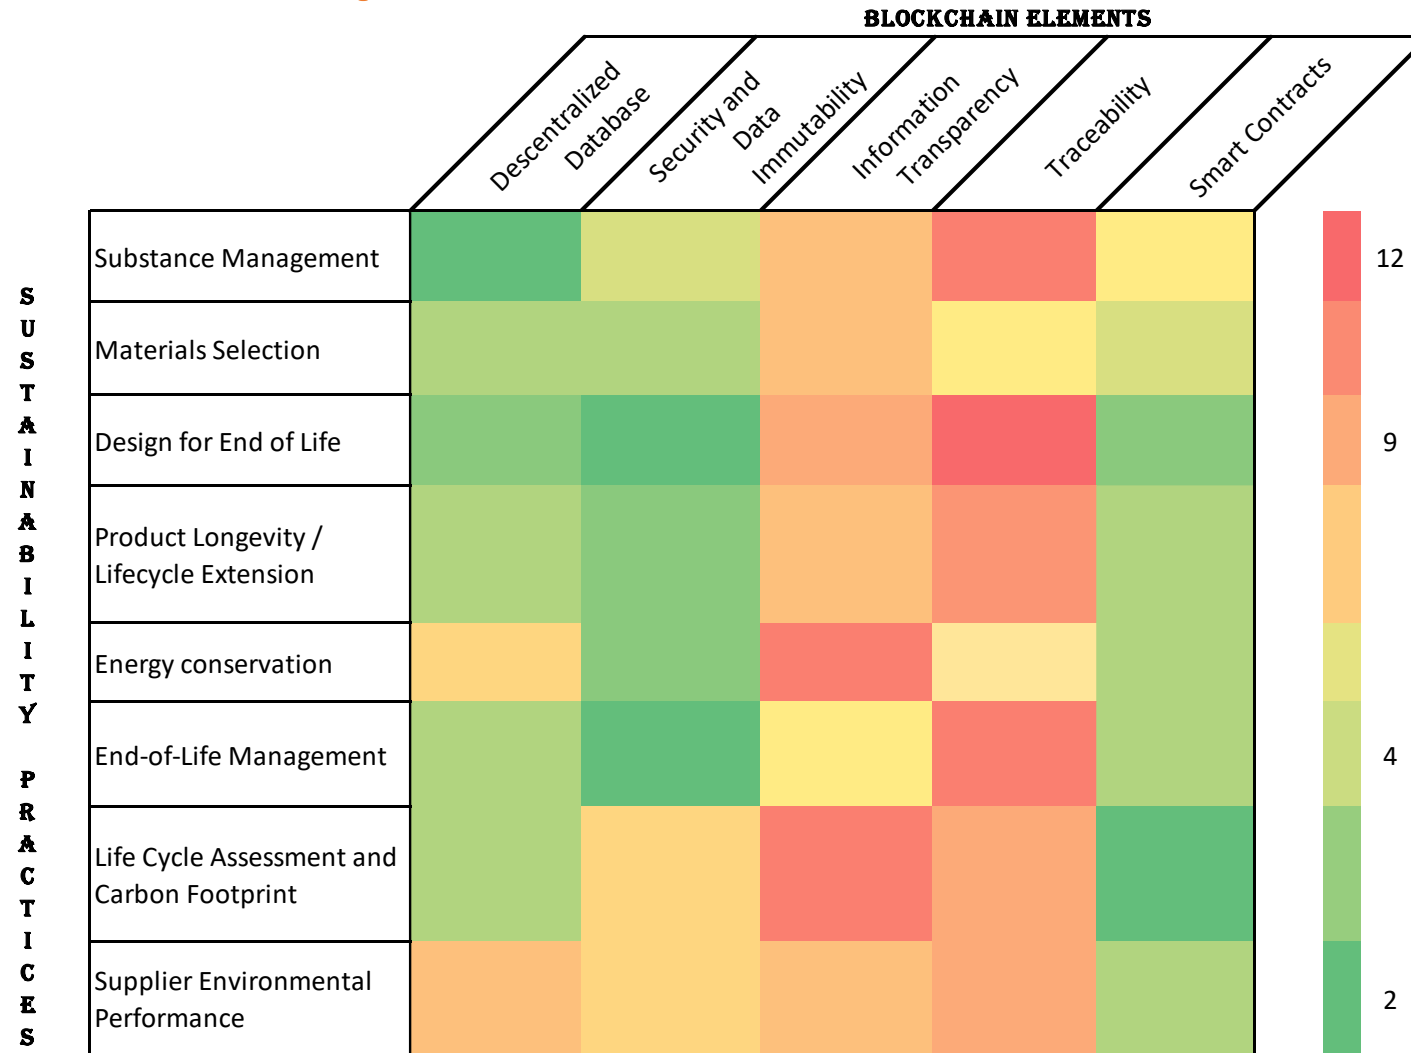 BLOCKCHAIN ELEMENTS
Descentralized
Database
Security and
Data
Immutability
Information
Transparency
Traceability
Smart Contracts
SUSTAINABILITY PRACTICES
Substance Management
Materials Selection
Design for End of Life
Product Longevity /
Lifecycle Extension
Energy conservation
End-of-Life Management
Life Cycle Assessment and
Carbon Footprint
Supplier Environmental
Performance
12
9
4
2